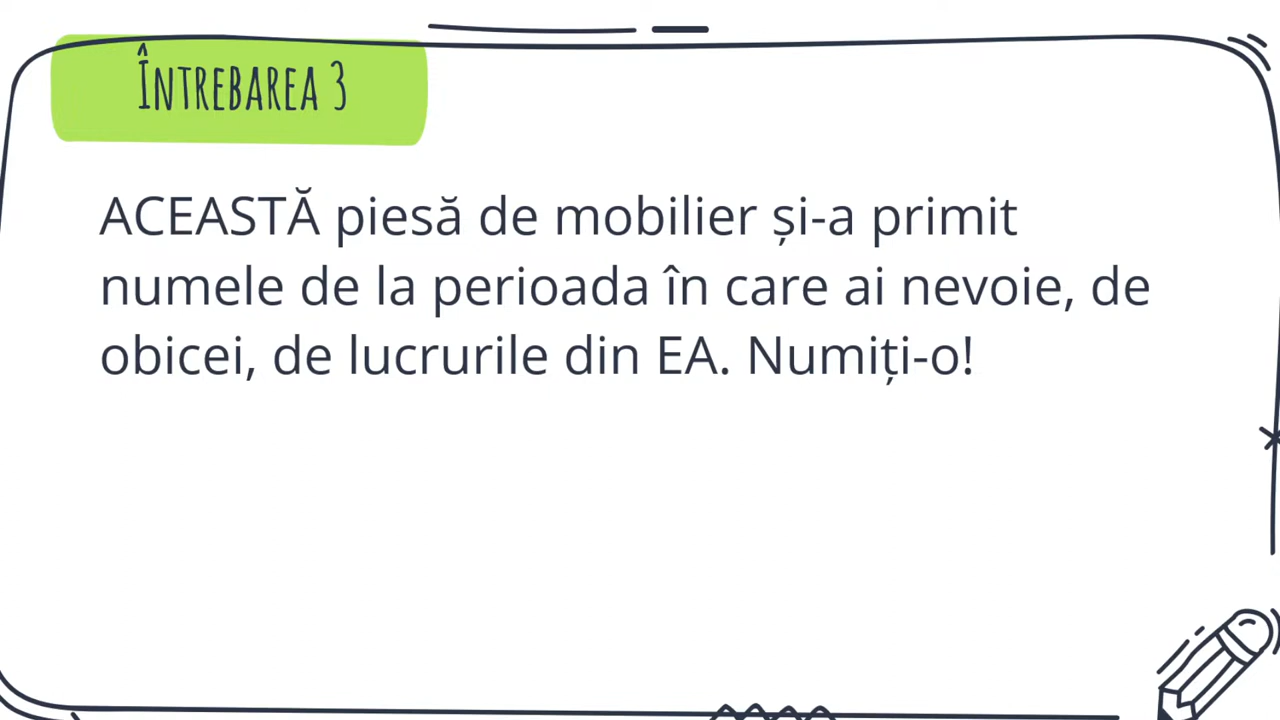 Întrebarea 3
ACEASTĂ piesă de mobilier și-a primit
numele de la perioada în care ai nevoie, de
obicei, de lucrurile din EA. Numiți-o!